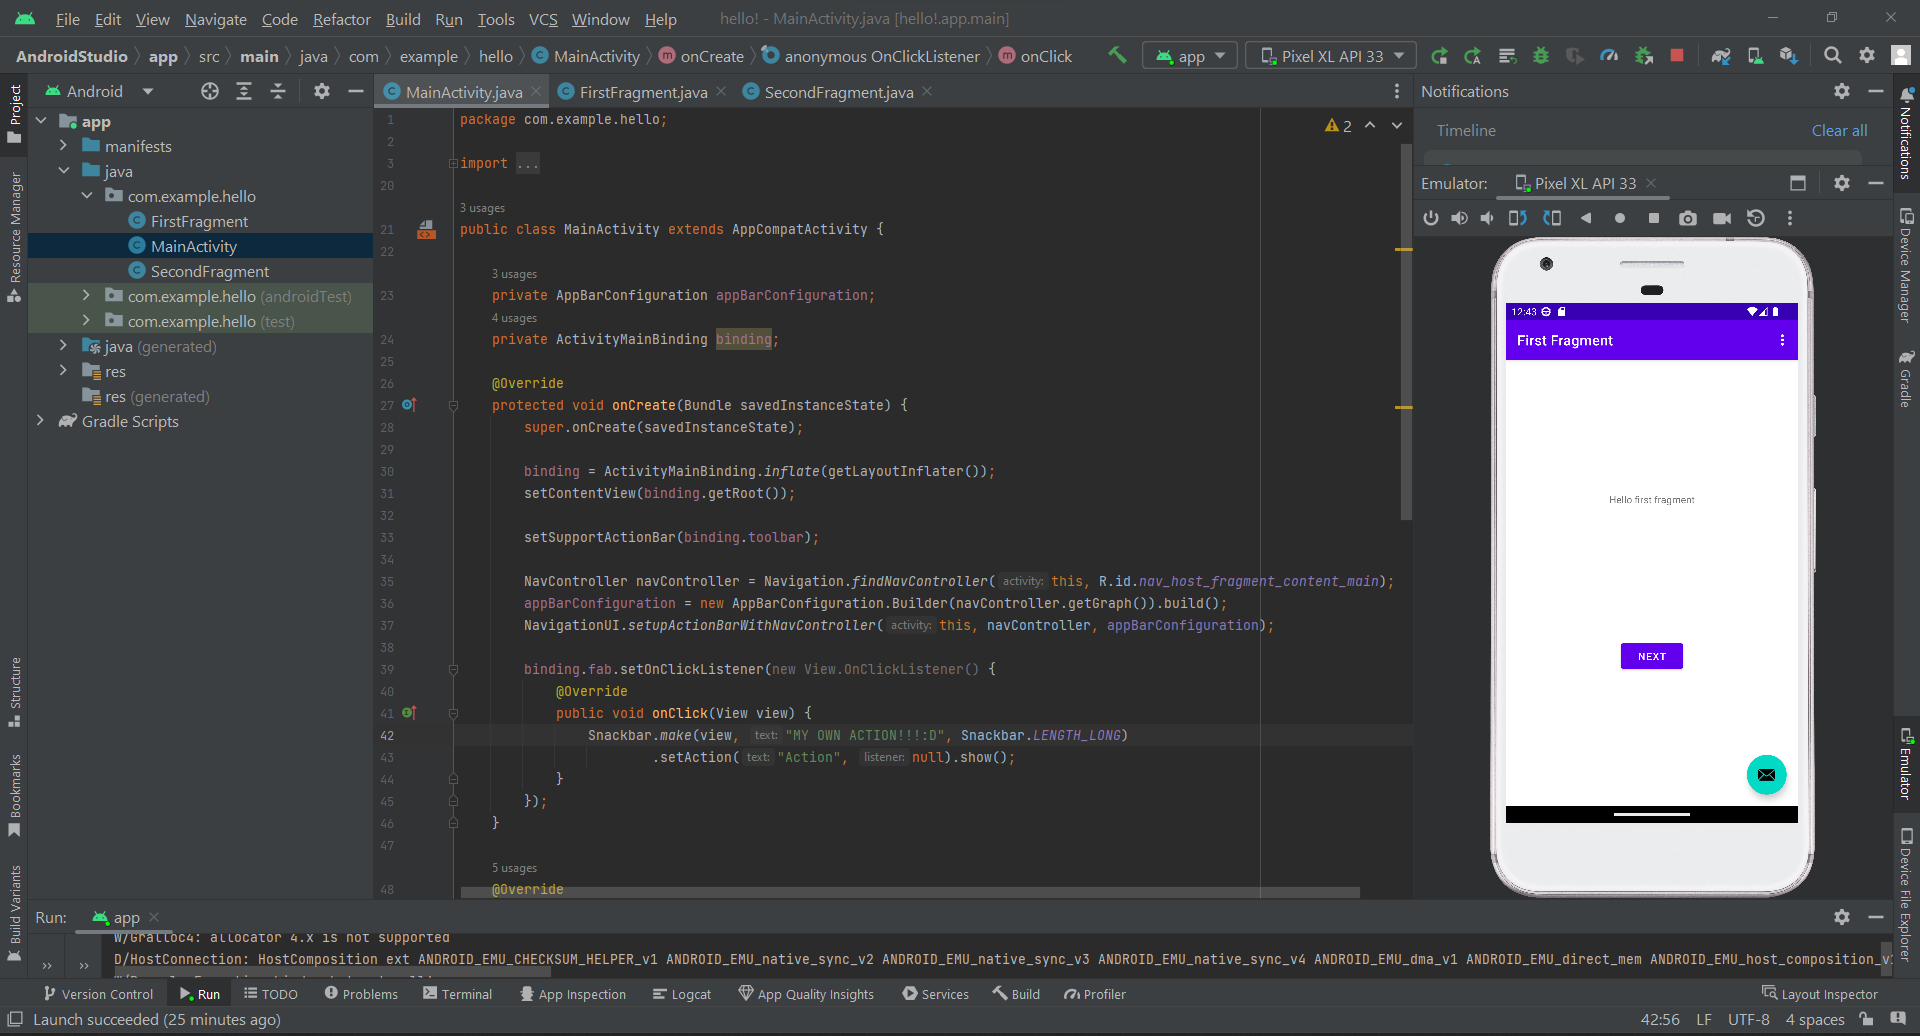 File Edit View Navigate Code Refactor Build Run Tools VCS Window Help hello! - MainActivity.java [hello!.app.main]
AndroidStudio app src main java com example hello MainActivity onCreate anonymous OnClickListener onClick app Pixel XL API 33
Project
Resource Manager
Structure
Bookmarks
Build Variants
Android
app
manifests
java
com.example.hello
FirstFragment
MainActivity
SecondFragment
com.example.hello (androidTest)
com.example.hello (test)
java (generated)
res
res (generated)
Gradle Scripts
MainActivity.java FirstFragment.java SecondFragment.java
2
1 package com.example.hello;
2
3 import ...
20
3 usages
21 public class MainActivity extends AppCompatActivity {
22
3 usages
23 private AppBarConfiguration appBarConfiguration;
4 usages
24 private ActivityMainBinding binding;
25
26 @Override
27 protected void onCreate(Bundle savedInstanceState) {
28 super.onCreate(savedInstanceState);
29
30 binding = ActivityMainBinding.inflate(getLayoutInflater());
31 setContentView(binding.getRoot());
32
33 setSupportActionBar(binding.toolbar);
34
35 NavController navController = Navigation.findNavController( activity: this, R.id.nav_host_fragment_content_main);
36 appBarConfiguration = new AppBarConfiguration.Builder(navController.getGraph()).build();
37 NavigationUI.setupActionBarWithNavController( activity: this, navController, appBarConfiguration);
38
39 binding.fab.setOnClickListener(new View.OnClickListener() {
40 @Override
41 public void onClick(View view) {
42 Snackbar.make(view, text: "MY OWN ACTION!!!:D", Snackbar.LENGTH_LONG)
43 .setAction( text: "Action", listener: null).show();
44 }
45 });
46 }
47
5 usages
48 @Override
Notifications
Timeline Clear all
Emulator: Pixel XL API 33
12:43
First Fragment
Hello first fragment
NEXT
Notifications
Device Manager
Gradle
Emulator
Device File Explorer
Run: app
W/Gralloc4: allocator 4.x is not supported
D/HostConnection: HostComposition ext ANDROID_EMU_CHECKSUM_HELPER_v1 ANDROID_EMU_native_sync_v2 ANDROID_EMU_native_sync_v3 ANDROID_EMU_native_sync_v4 ANDROID_EMU_dma_v1 ANDROID_EMU_direct_mem ANDROID_EMU_host_composition_v1
Version Control Run TODO Problems Terminal App Inspection Logcat App Quality Insights Services Build Profiler Layout Inspector
Launch succeeded (25 minutes ago) 42:56 LF UTF-8 4 spaces